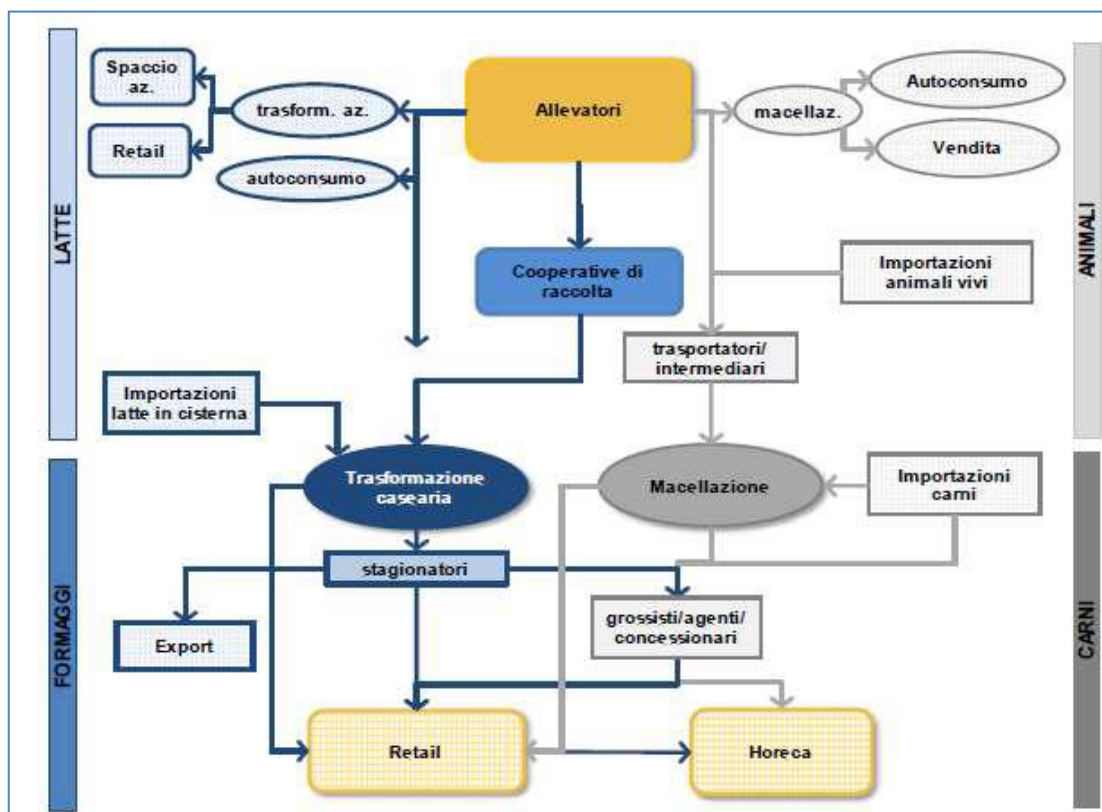 LATTE
FORMAGGI
ANIMALI
CARNI
Spaccio
az.
Retail
trasform. az.
autoconsumo
Allevatori
macellaz.
Autoconsumo
Vendita
Cooperative di
raccolta
Importazioni
animali vivi
trasportatori/
intermediari
Importazioni
latte in cisterna
Trasformazione
casearia
Macellazione
Importazioni
carni
stagionatori
Export
grossisti/agenti/
concessionari
Retail
Horeca